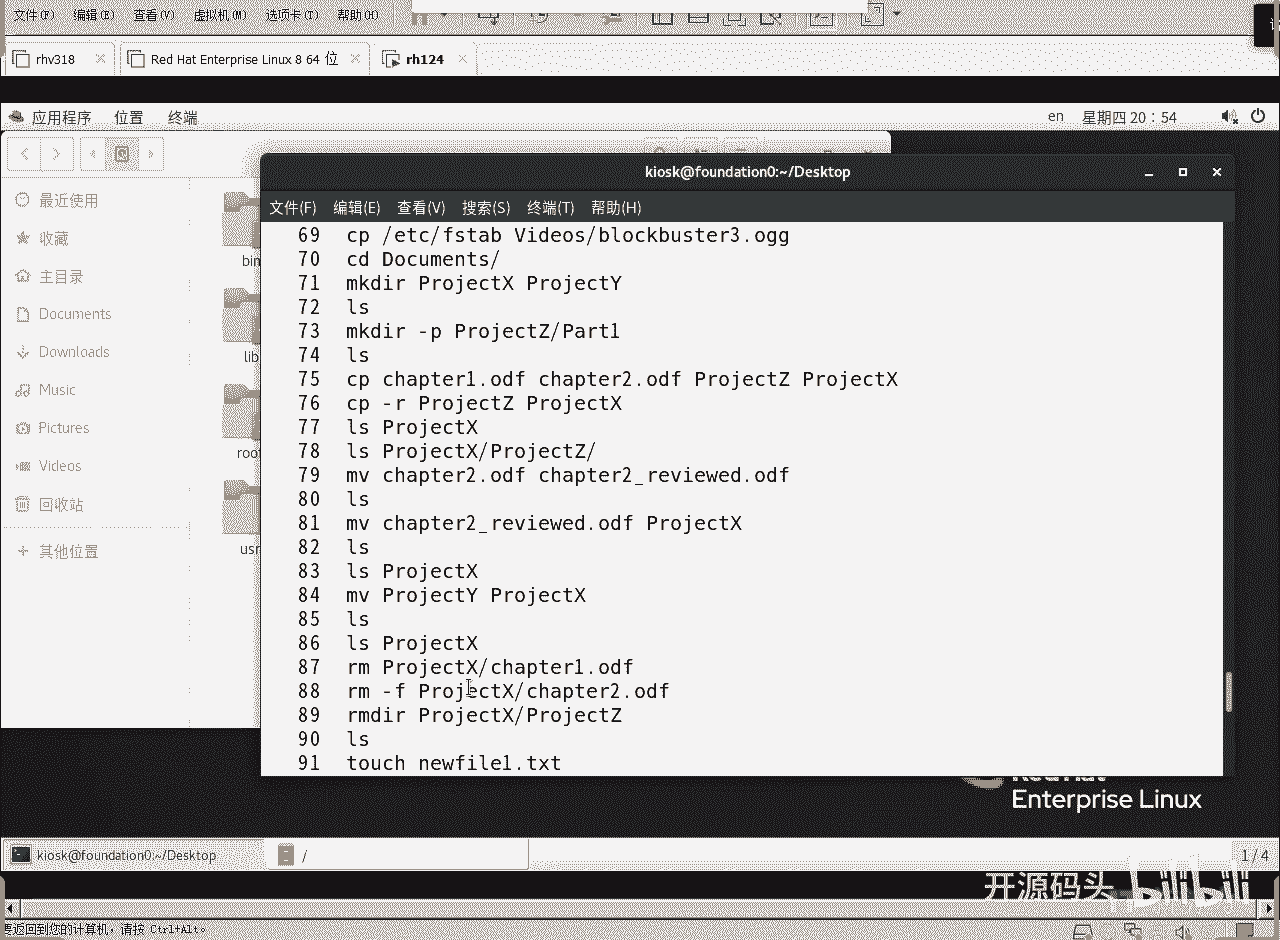 文件(F) 编辑(E) 查看(V) 虚拟机(M) 选项卡(T) 帮助(H)
rhv318 Red Hat Enterprise Linux 8 64 位 rh124
应用程序 位置 终端 en 星期四 20：54
kiosk@foundation0:~/Desktop
文件(F) 编辑(E) 查看(V) 搜索(S) 终端(T) 帮助(H)
最近使用
收藏
主目录
Documents
Downloads
Music
Pictures
Videos
回收站
其他位置
bin
lib
usr
69 cp /etc/fstab Videos/blockbuster3.ogg
70 cd Documents/
71 mkdir ProjectX ProjectY
72 ls
73 mkdir -p ProjectZ/Part1
74 ls
75 cp chapter1.odf chapter2.odf ProjectZ ProjectX
76 cp -r ProjectZ ProjectX
77 ls ProjectX
78 ls ProjectX/ProjectZ/
79 mv chapter2.odf chapter2_reviewed.odf
80 ls
81 mv chapter2_reviewed.odf ProjectX
82 ls
83 ls ProjectX
84 mv ProjectY ProjectX
85 ls
86 ls ProjectX
87 rm ProjectX/chapter1.odf
88 rm -f ProjectX/chapter2.odf
89 rmdir ProjectX/ProjectZ
90 ls
91 touch newfile1.txt
Enterprise Linux
kiosk@foundation0:~/Desktop / 1 / 4
开源码头 bilibili
要返回到您的计算机，请按 Ctrl+Alt。